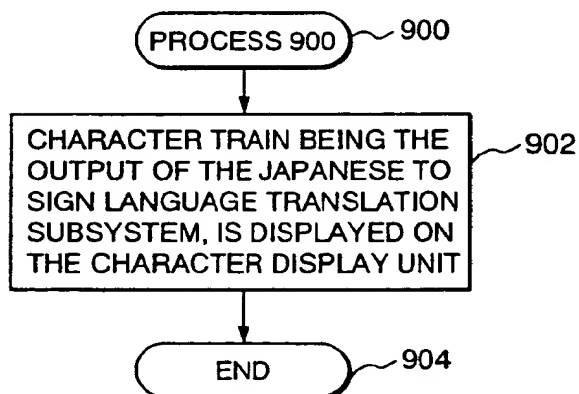 PROCESS 900
900
CHARACTER TRAIN BEING THE
OUTPUT OF THE JAPANESE TO
SIGN LANGUAGE TRANSLATION
SUBSYSTEM, IS DISPLAYED ON
THE CHARACTER DISPLAY UNIT
902
END
904